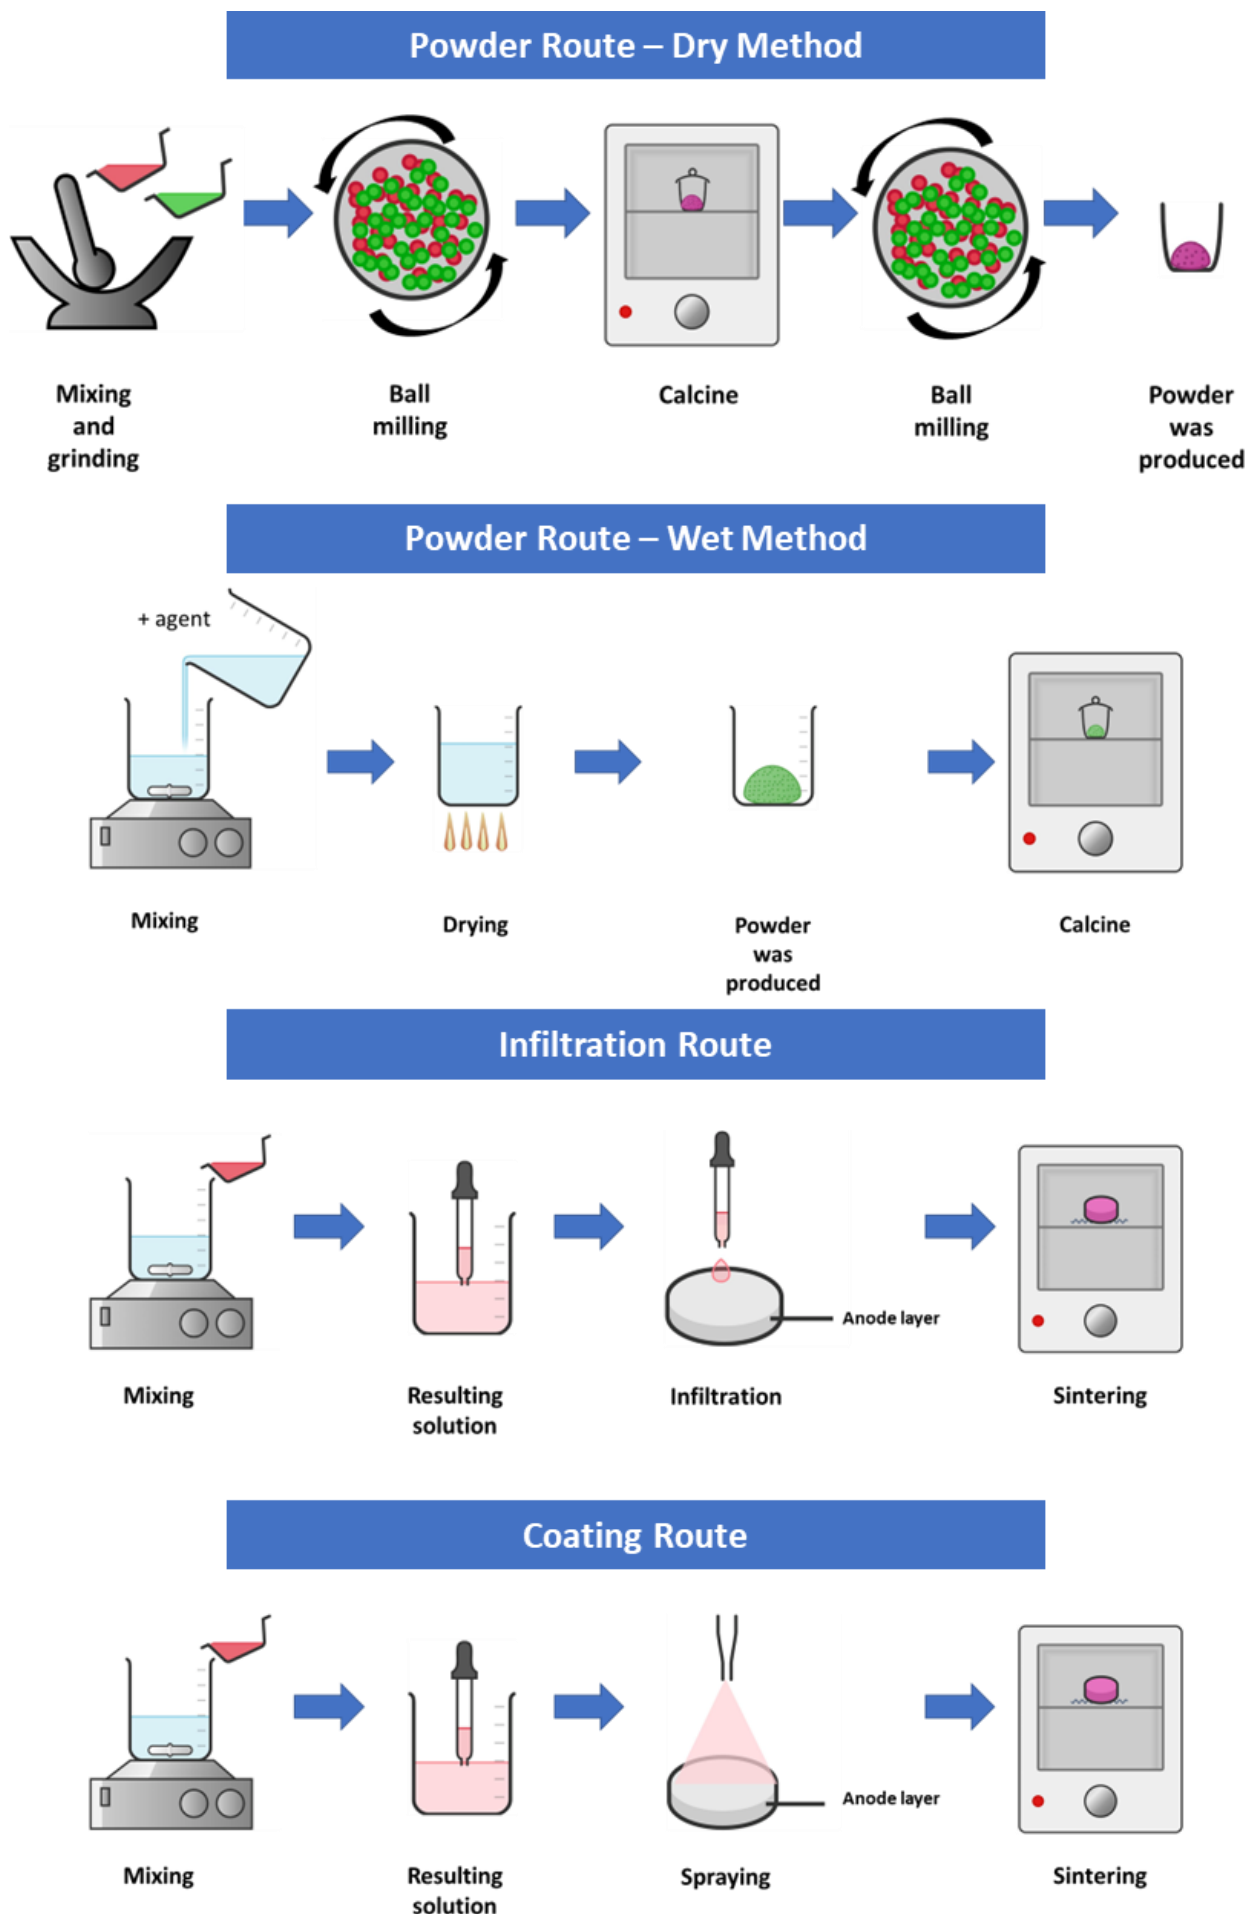 Powder Route – Dry Method
Mixing
and
grinding
Ball
milling
Calcine
Ball
milling
Powder
was
produced
Powder Route – Wet Method
+ agent
Mixing
Drying
Powder
was
produced
Calcine
Infiltration Route
Anode layer
Mixing
Resulting
solution
Infiltration
Sintering
Coating Route
Anode layer
Mixing
Resulting
solution
Spraying
Sintering